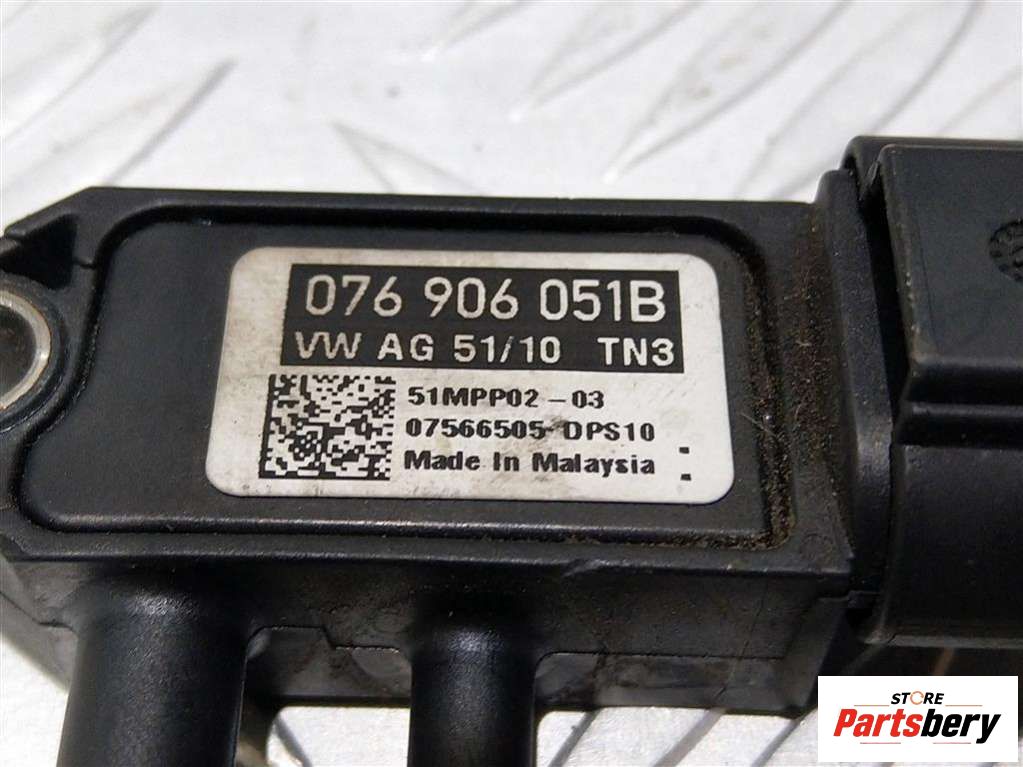 076 906 051B
VW AG 51/10 TN3
51MPP02-03
07566505 DPS10
Made In Malaysia
STORE
Partsbery